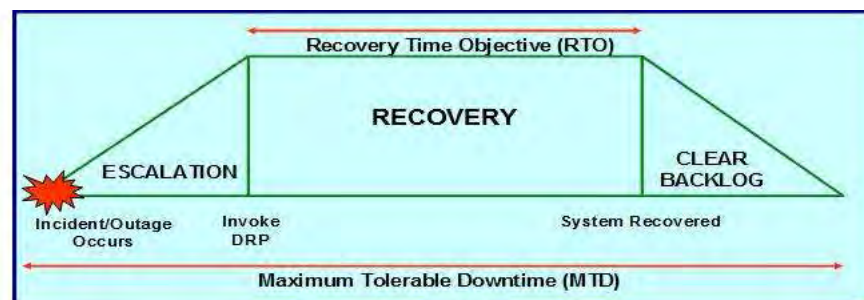 Recovery Time Objective (RTO)
RECOVERY
ESCALATION
CLEAR
BACKLOG
Incident/Outage
Occurs
Invoke
DRP
System Recovered
Maximum Tolerable Downtime (MTD)